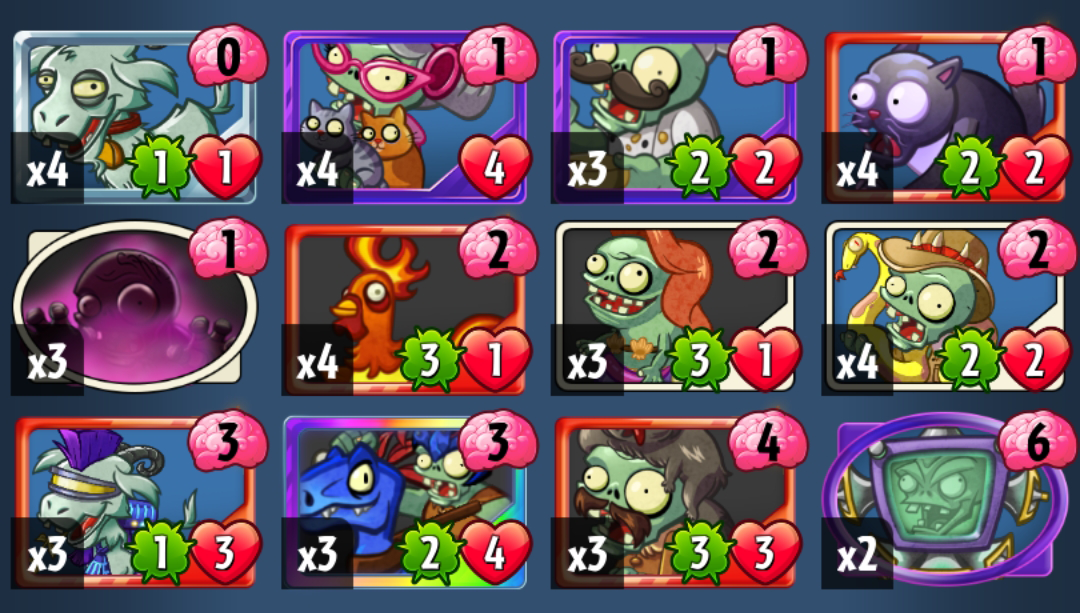 0 1 1 1
x4 1 1 x4 4 x3 2 2 x4 2 2
1 2 2 2
x3 x4 3 1 x3 3 1 x4 2 2
3 3 4 6
x3 1 3 x3 2 4 x3 3 3 x2